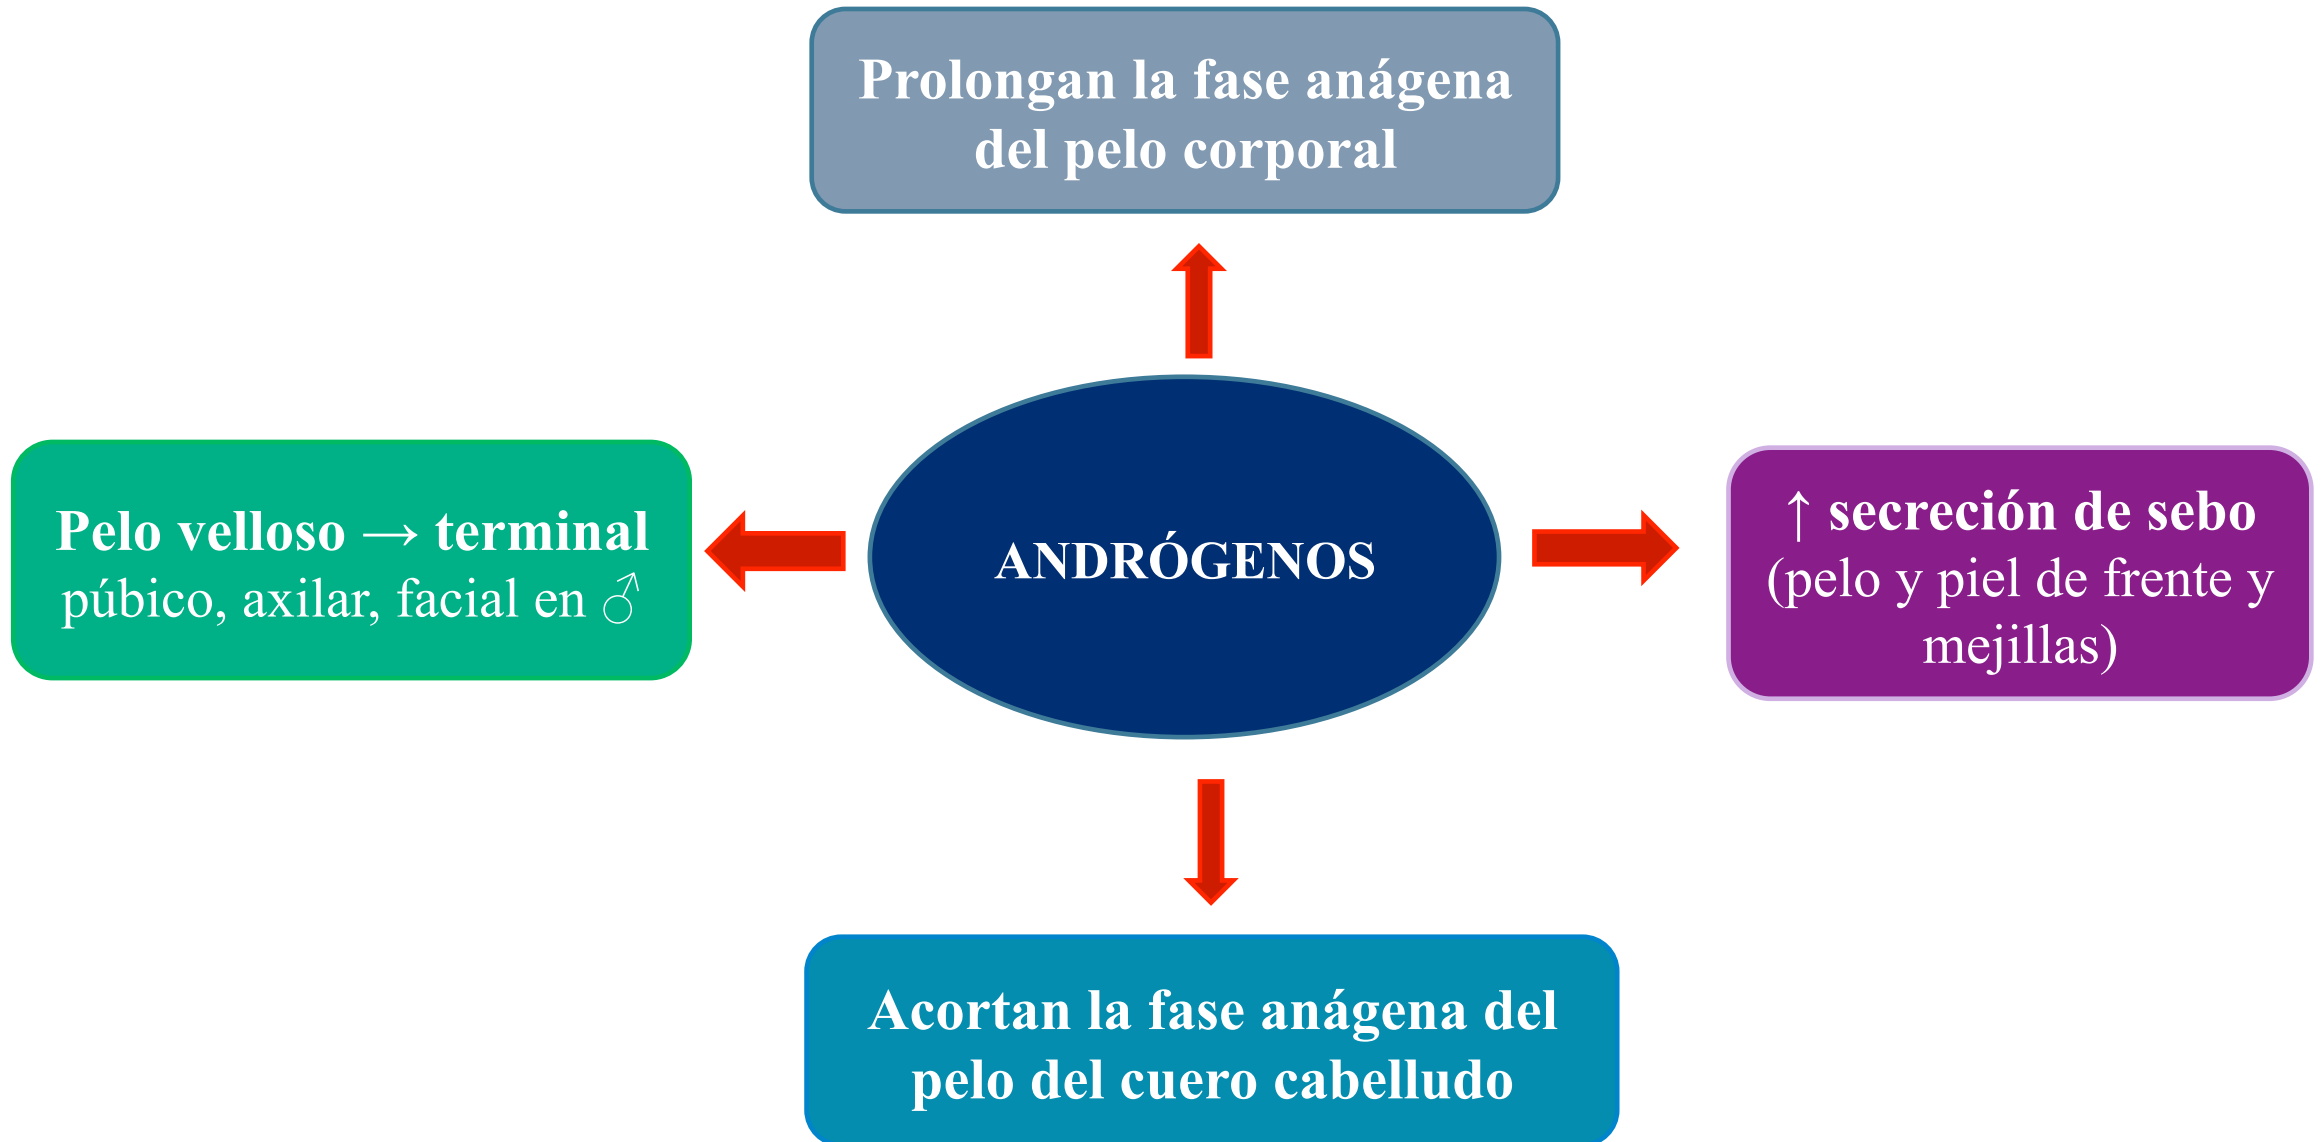 Prolongan la fase anágena
del pelo corporal
Pelo velloso → terminal
púbico, axilar, facial en ♂
ANDRÓGENOS
↑ secreción de sebo
(pelo y piel de frente y
mejillas)
Acortan la fase anágena del
pelo del cuero cabelludo